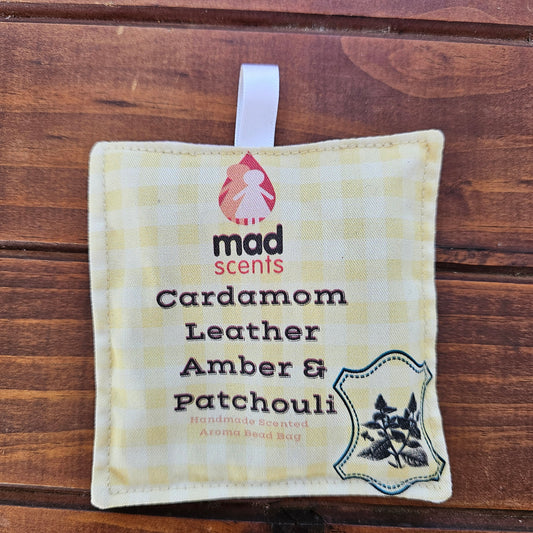 mad
scents
Cardamom
Leather
Amber &
Patchouli
Handmade Scented
Aroma Bead Bag